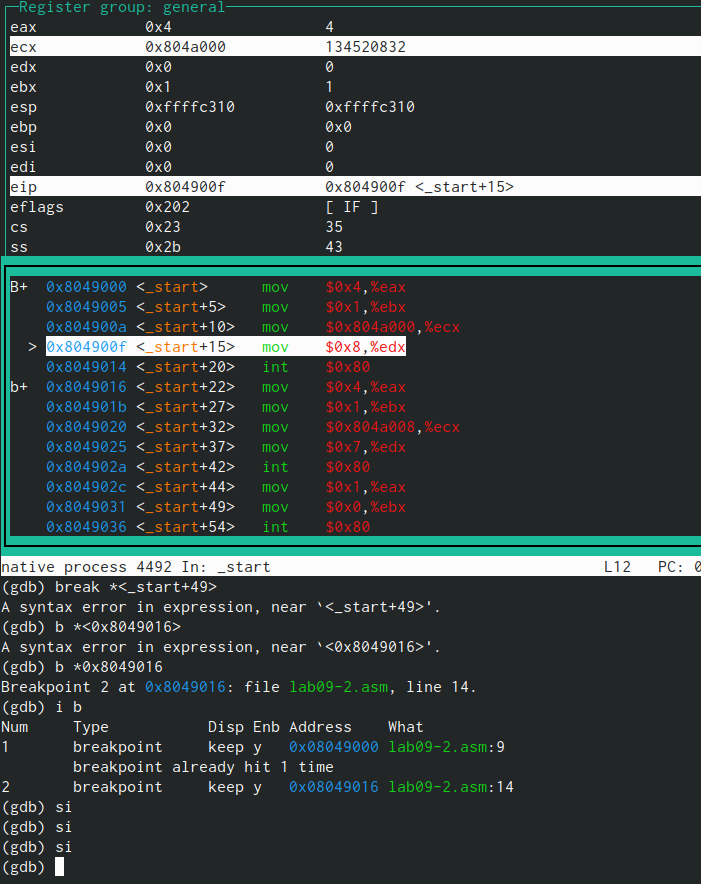 Register group: general
eax 0x4 4
ecx 0x804a000 134520832
edx 0x0 0
ebx 0x1 1
esp 0xffffc310 0xffffc310
ebp 0x0 0x0
esi 0x0 0
edi 0x0 0
eip 0x804900f 0x804900f <_start+15>
eflags 0x202 [ IF ]
cs 0x23 35
ss 0x2b 43
B+ 0x8049000 <_start> mov $0x4,%eax
0x8049005 <_start+5> mov $0x1,%ebx
0x804900a <_start+10> mov $0x804a000,%ecx
> 0x804900f <_start+15> mov $0x8,%edx
0x8049014 <_start+20> int $0x80
b+ 0x8049016 <_start+22> mov $0x4,%eax
0x804901b <_start+27> mov $0x1,%ebx
0x8049020 <_start+32> mov $0x804a008,%ecx
0x8049025 <_start+37> mov $0x7,%edx
0x804902a <_start+42> int $0x80
0x804902c <_start+44> mov $0x1,%eax
0x8049031 <_start+49> mov $0x0,%ebx
0x8049036 <_start+54> int $0x80
native process 4492 In: _start L12 PC: 0
(gdb) break *<_start+49>
A syntax error in expression, near `<_start+49>'.
(gdb) b *<0x8049016>
A syntax error in expression, near `<0x8049016>'.
(gdb) b *0x8049016
Breakpoint 2 at 0x8049016: file lab09-2.asm, line 14.
(gdb) i b
Num Type Disp Enb Address What
1 breakpoint keep y 0x08049000 lab09-2.asm:9
breakpoint already hit 1 time
2 breakpoint keep y 0x08049016 lab09-2.asm:14
(gdb) si
(gdb) si
(gdb) si
(gdb)